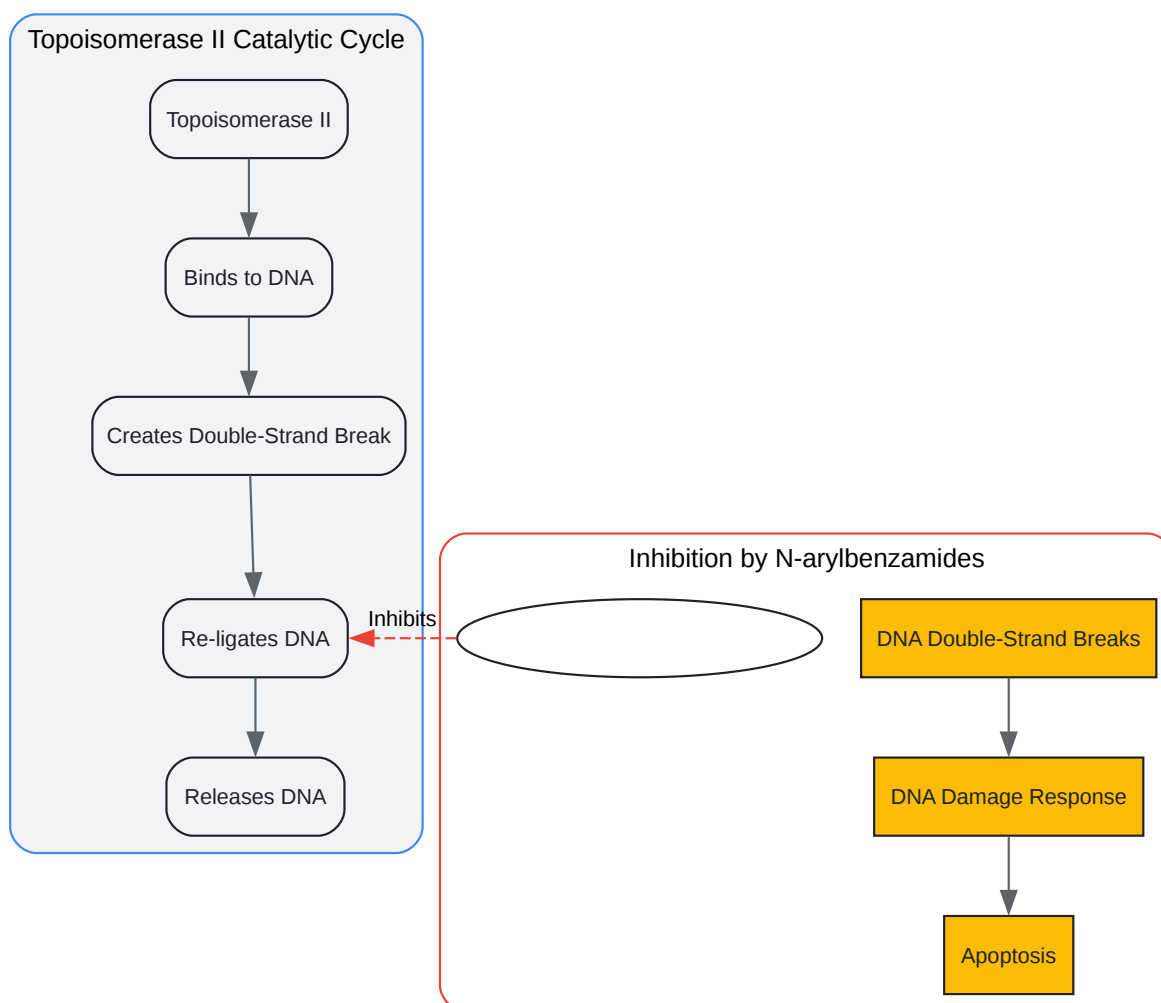 Topoisomerase II Catalytic Cycle
Topoisomerase II
Binds to DNA
Creates Double-Strand Break
Re-ligates DNA
Releases DNA
Inhibits
Inhibition by N-arylbenzamides
DNA Double-Strand Breaks
DNA Damage Response
Apoptosis